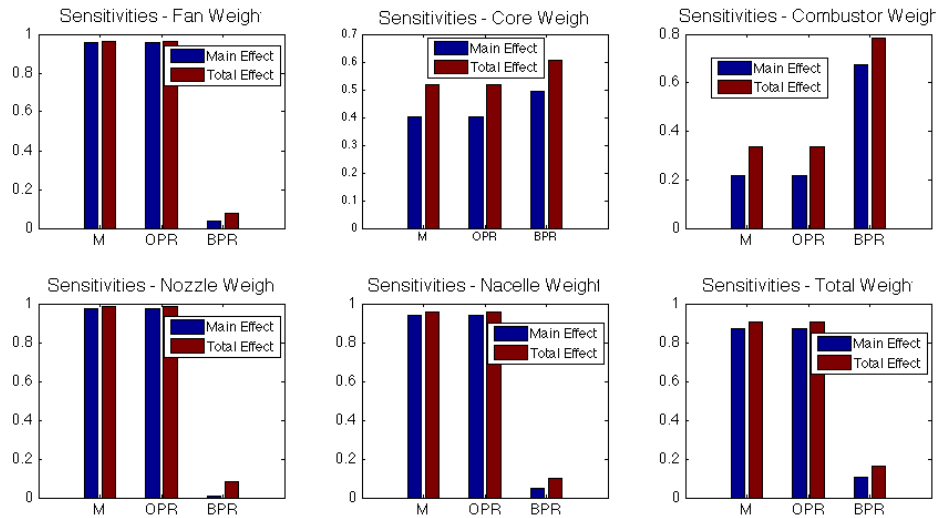 Sensitivities - Fan Weigh
1
0.8
0.6
0.4
0.2
0
Main Effect
Total Effect
M OPR BPR
Sensitivities - Core Weigh
0.7
0.6
0.5
0.4
0.3
0.2
0.1
0
Main Effect
Total Effect
M OPR BPR
Sensitivities - Combustor Weigh
0.8
0.6
0.4
0.2
0
Main Effect
Total Effect
M OPR BPR
Sensitivities - Nozzle Weigh
1
0.8
0.6
0.4
0.2
0
Main Effect
Total Effect
M OPR BPR
Sensitivities - Nacelle Weight
1
0.8
0.6
0.4
0.2
0
Main Effect
Total Effect
M OPR BPR
Sensitivities - Total Weigh
1
0.8
0.6
0.4
0.2
0
Main Effect
Total Effect
M OPR BPR